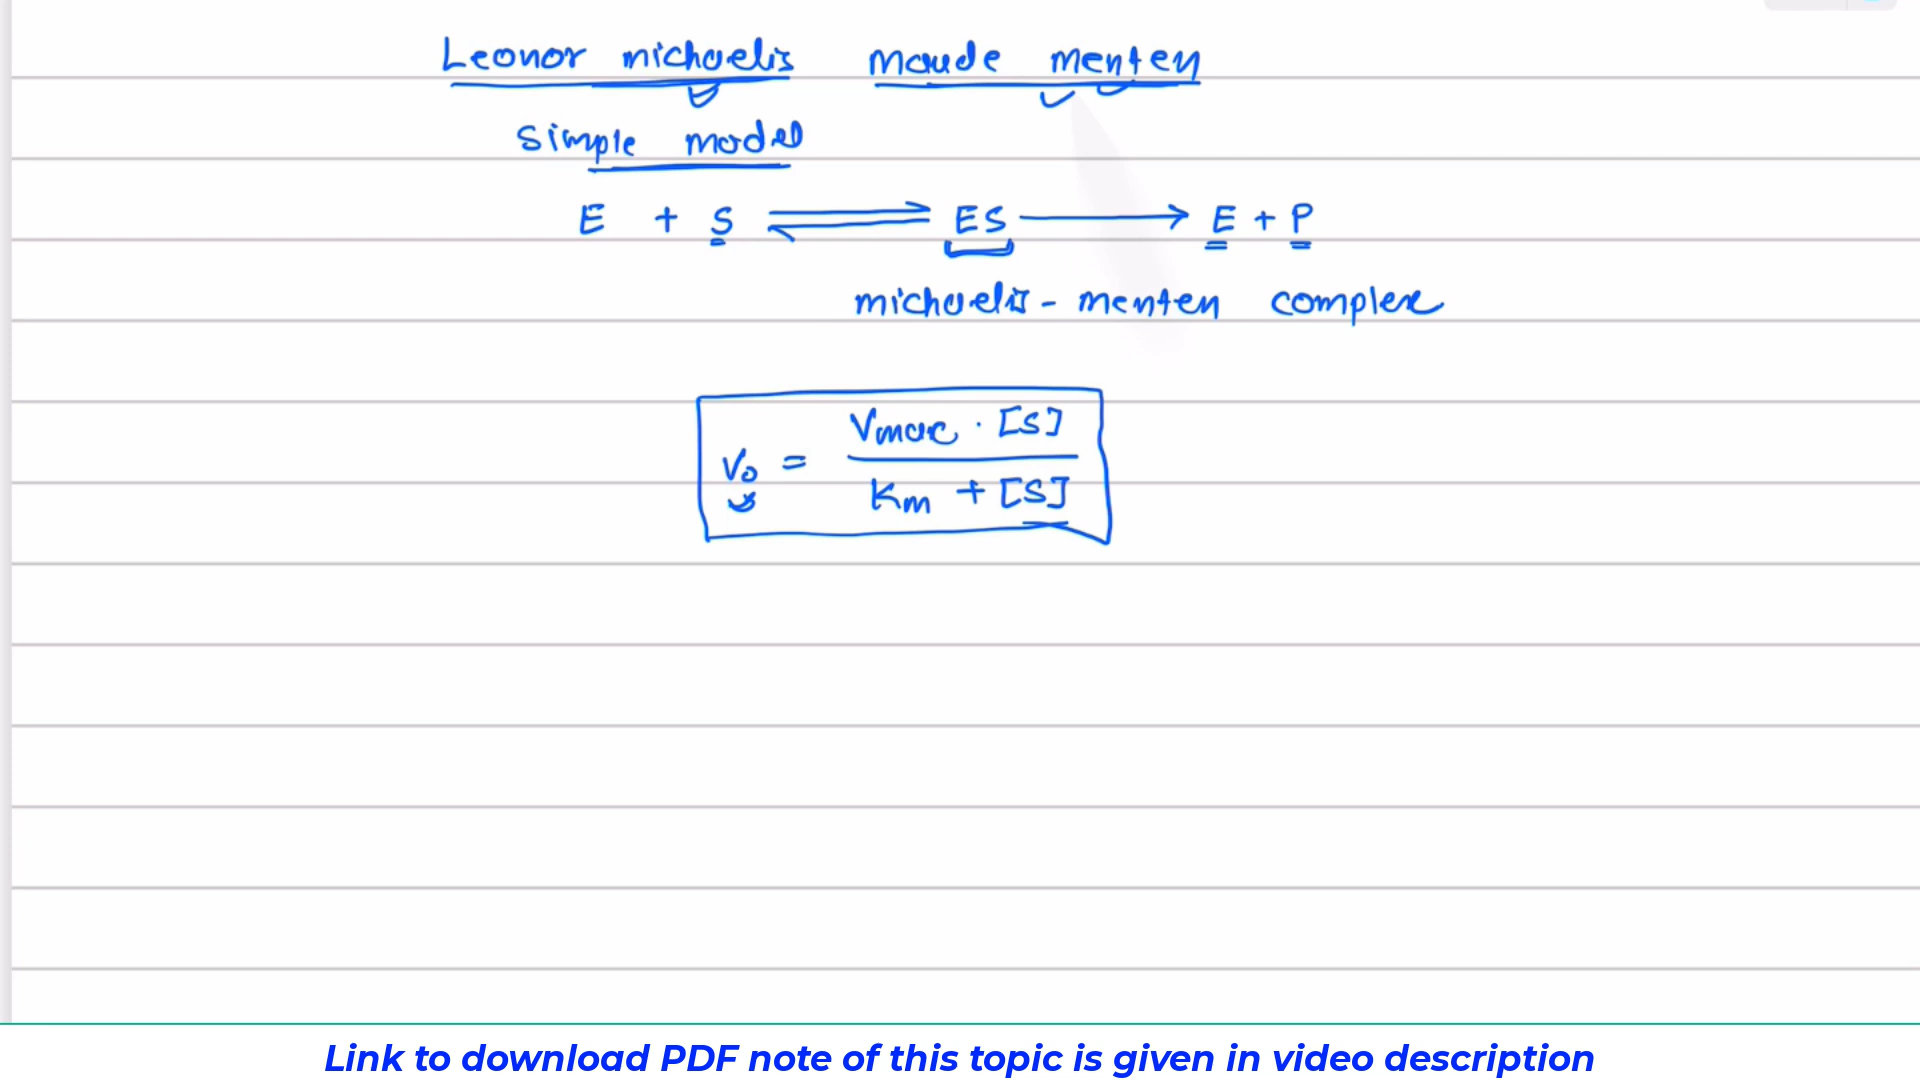 Leonor michaelis maude menten
simple model
E + S ⇌ ES ⟶ E + P
michaelis - menten complex
V₀ = Vmax · [S] / Km + [S]
Link to download PDF note of this topic is given in video description